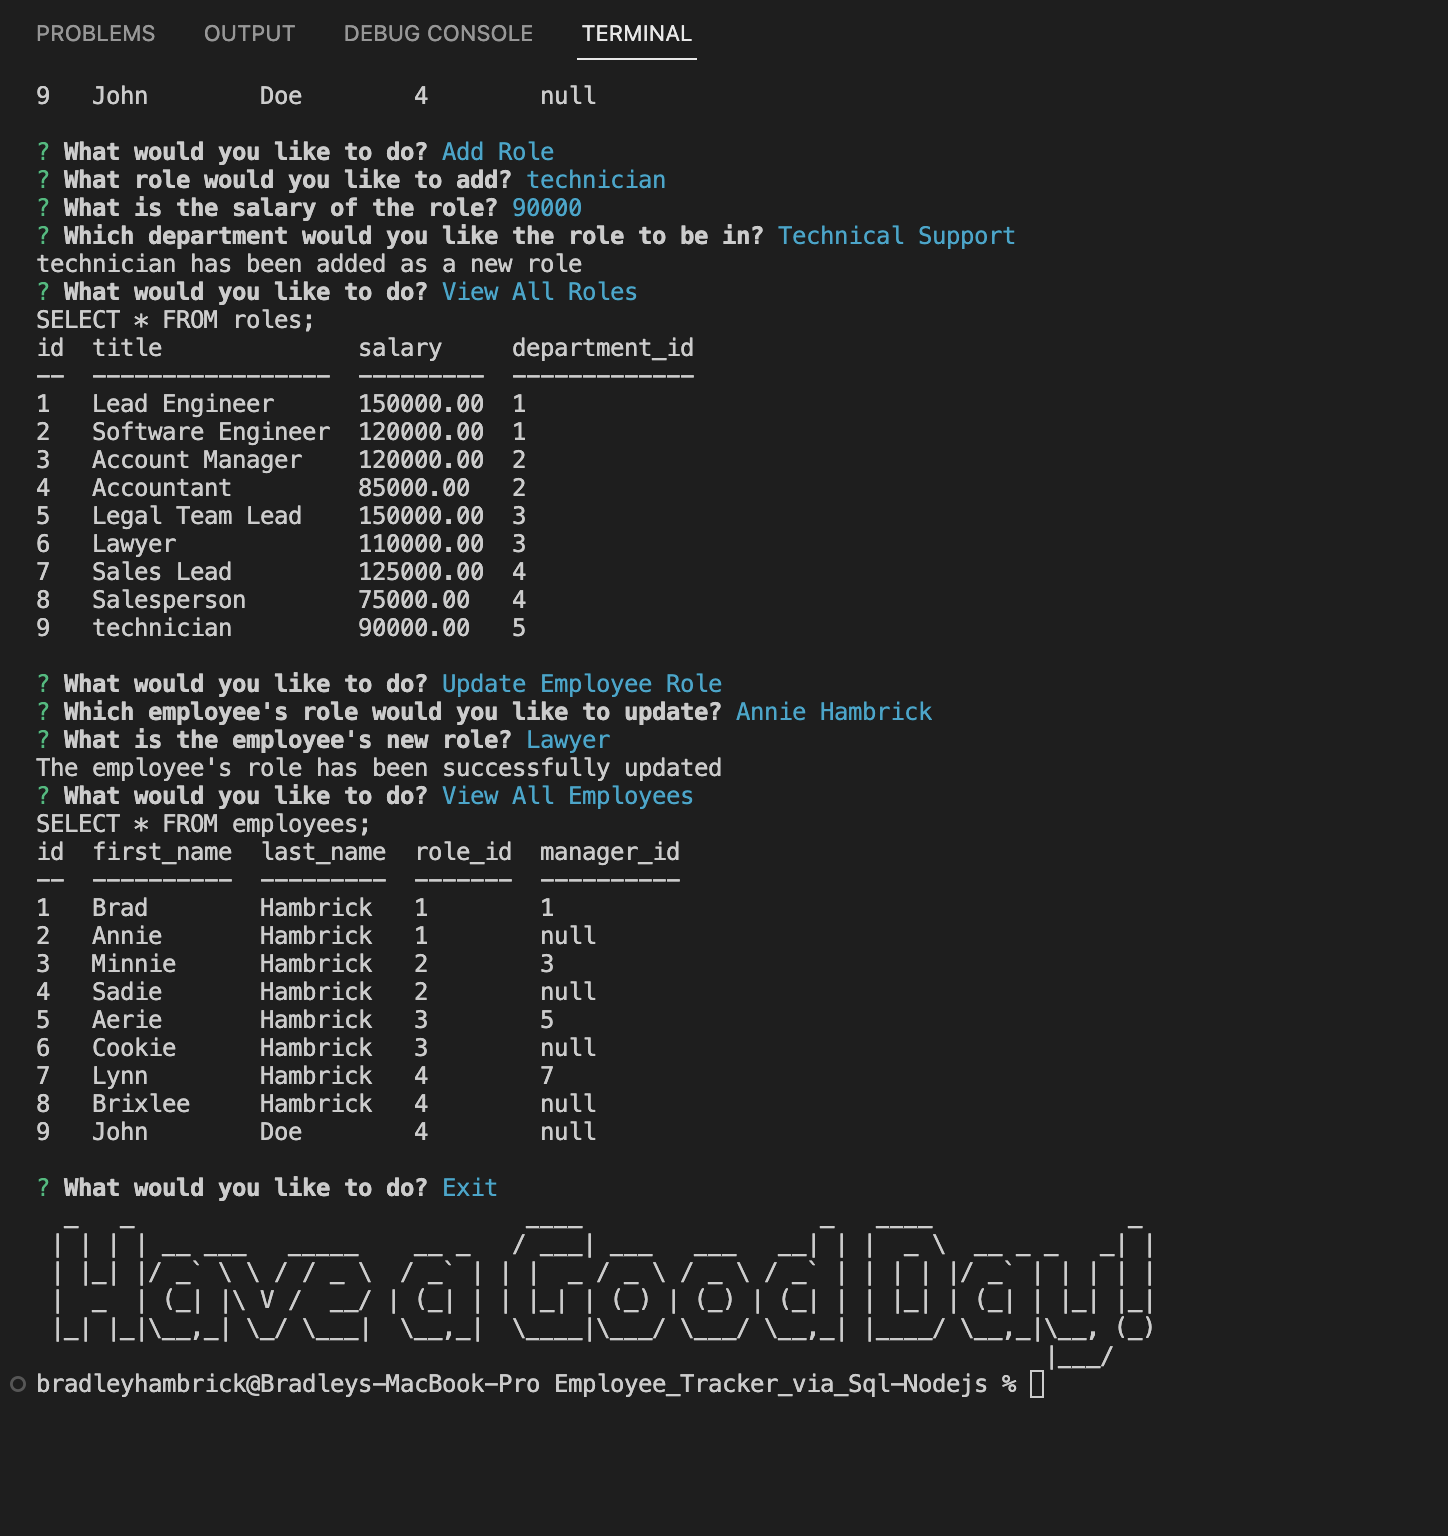 PROBLEMS OUTPUT DEBUG CONSOLE TERMINAL
9 John Doe 4 null
? What would you like to do? Add Role
? What role would you like to add? technician
? What is the salary of the role? 90000
? Which department would you like the role to be in? Technical Support
technician has been added as a new role
? What would you like to do? View All Roles
SELECT * FROM roles;
id title salary department_id
-- ----------------- --------- -------------
1 Lead Engineer 150000.00 1
2 Software Engineer 120000.00 1
3 Account Manager 120000.00 2
4 Accountant 85000.00 2
5 Legal Team Lead 150000.00 3
6 Lawyer 110000.00 3
7 Sales Lead 125000.00 4
8 Salesperson 75000.00 4
9 technician 90000.00 5
? What would you like to do? Update Employee Role
? Which employee's role would you like to update? Annie Hambrick
? What is the employee's new role? Lawyer
The employee's role has been successfully updated
? What would you like to do? View All Employees
SELECT * FROM employees;
id first_name last_name role_id manager_id
-- ---------- --------- ------- ----------
1 Brad Hambrick 1 1
2 Annie Hambrick 1 null
3 Minnie Hambrick 2 3
4 Sadie Hambrick 2 null
5 Aerie Hambrick 3 5
6 Cookie Hambrick 3 null
7 Lynn Hambrick 4 7
8 Brixlee Hambrick 4 null
9 John Doe 4 null
? What would you like to do? Exit
Have a Good Day!
bradleyhambrick@Bradleys-MacBook-Pro Employee_Tracker_via_Sql-Nodejs %